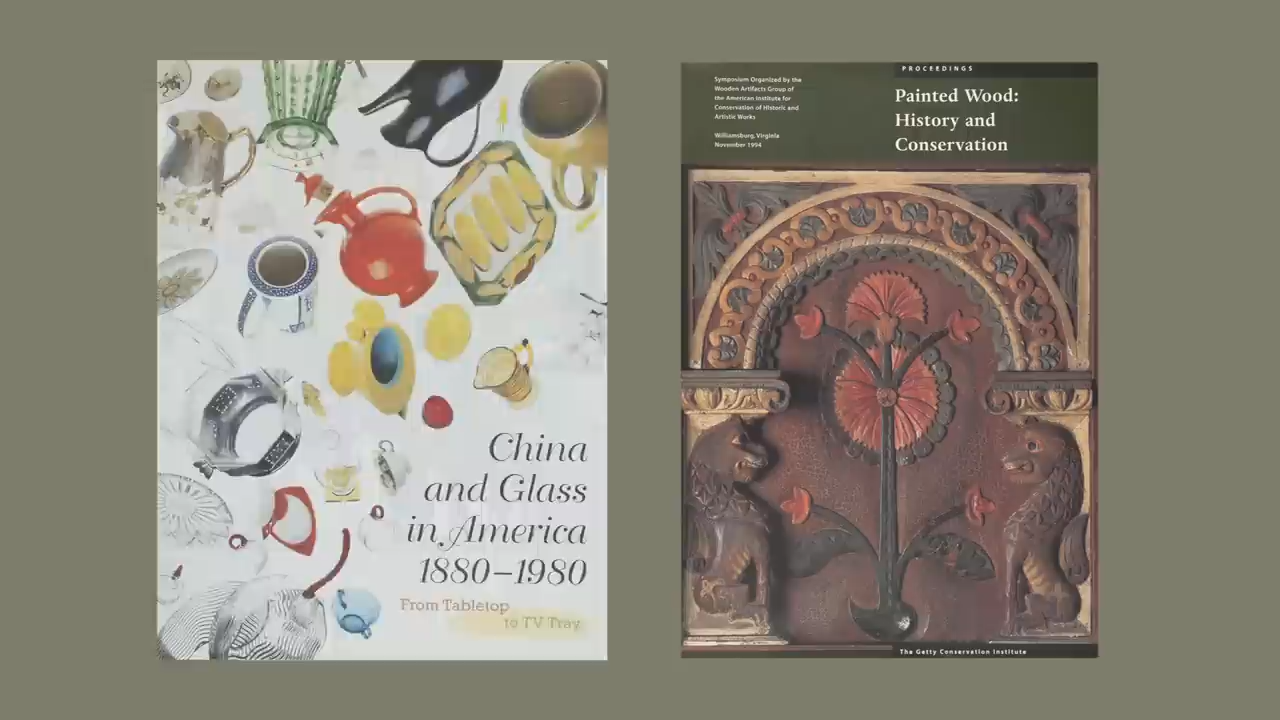 China
and Glass
in America
1880–1980
From Tabletop
to TV Tray
PROCEEDINGS
Symposium Organized by the
Wooden Artifacts Group of
the American Institute for
Conservation of Historic and
Artistic Works
Williamsburg, Virginia
November 1994
Painted Wood:
History and
Conservation
The Getty Conservation Institute